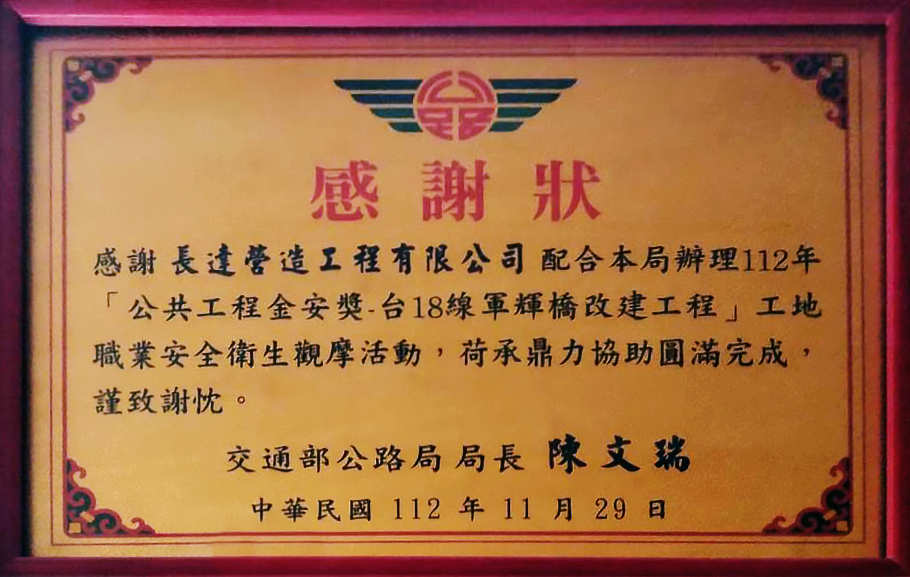 公路
感謝狀
感謝長達營造工程有限公司配合本局辦理112年
「公共工程金安獎-台18線軍輝橋改建工程」工地
職業安全衛生觀摩活動，荷承鼎力協助圓滿完成，
謹致謝忱。
交通部公路局 局長 陳文瑞
中華民國 112 年 11 月 29 日